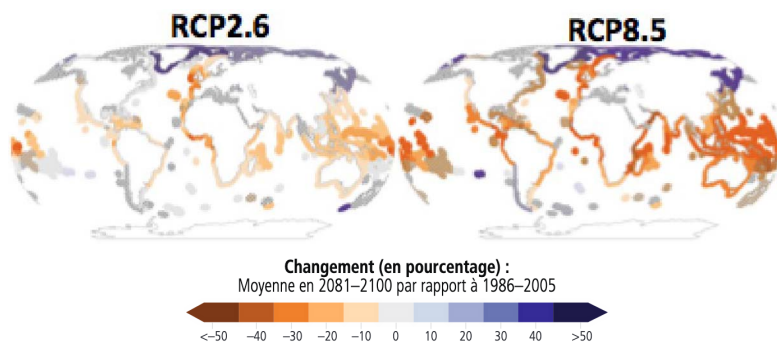 RCP2.6 RCP8.5
Changement (en pourcentage) :
Moyenne en 2081–2100 par rapport à 1986–2005
<–50 –40 –30 –20 –10 0 10 20 30 40 >50